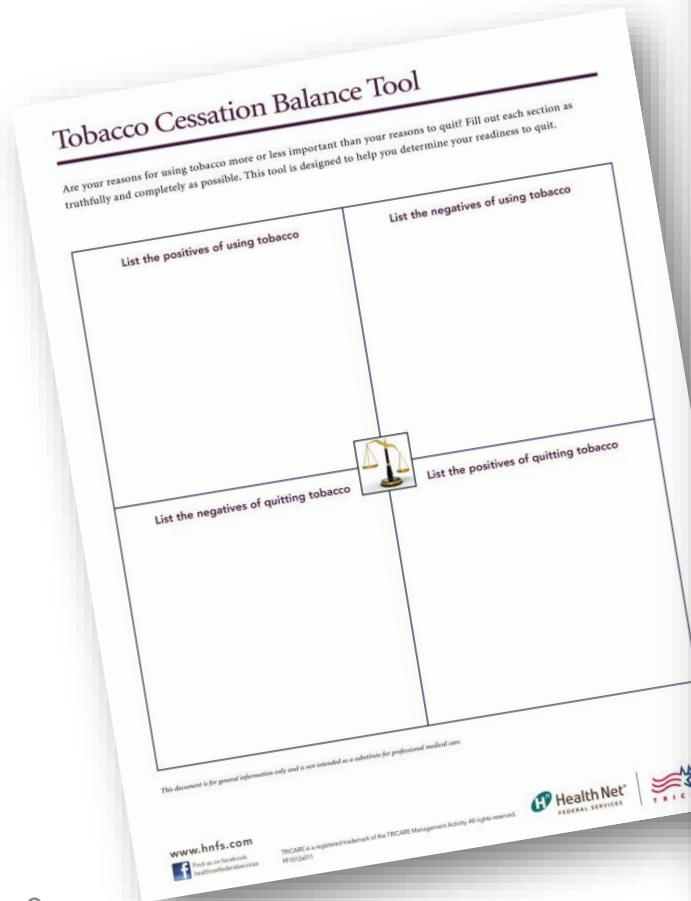 Tobacco Cessation Balance Tool
Are your reasons for using tobacco more or less important than your reasons to quit? Fill out each section as
truthfully and completely as possible. This tool is designed to help you determine your readiness to quit.
List the positives of using tobacco
List the negatives of using tobacco
List the negatives of quitting tobacco
List the positives of quitting tobacco
This document is for general information only and is not intended as a substitute for professional medical care.
www.hnfs.com
Find us on facebook:
healthnetfederalservices
TRICARE is a registered trademark of the TRICARE Management Activity. All rights reserved.
PF1012x011
Health Net
FEDERAL SERVICES
TRIC